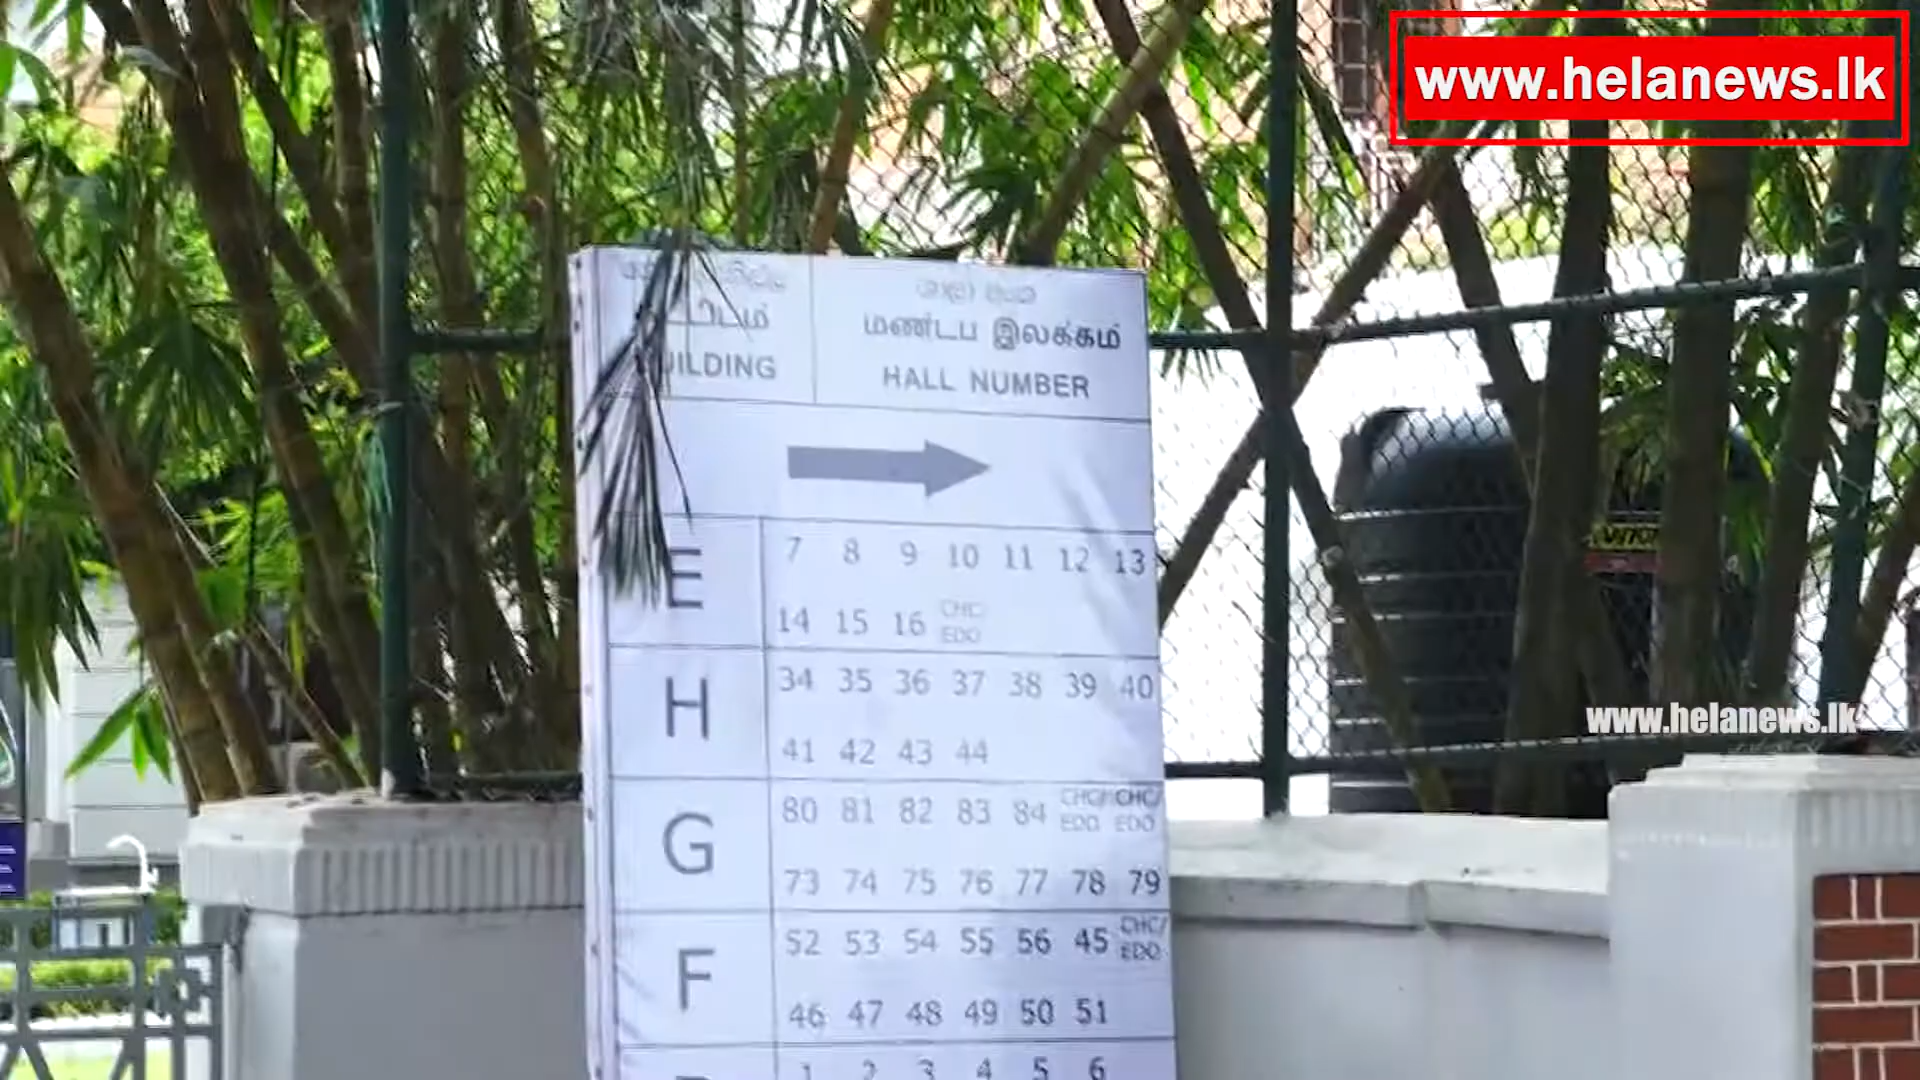 www.helanews.lk
ශාලා අංකය
மண்டப இலக்கம்
HALL NUMBER
E
7 8 9 10 11 12 13
14 15 16 CHC/
EDO
H
34 35 36 37 38 39 40
41 42 43 44
www.helanews.lk
G
80 81 82 83 84 CHC/ CHC/
EDO EDO
73 74 75 76 77 78 79
F
52 53 54 55 56 45 CHC/
EDO
46 47 48 49 50 51
1 2 3 4 5 6